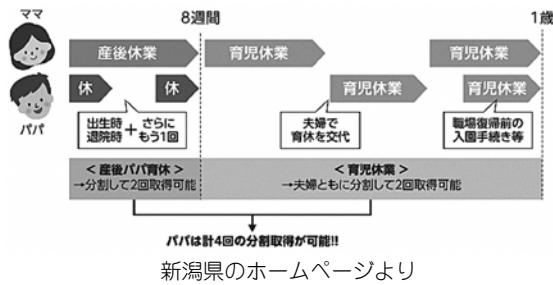 ママ
8週間
1歳
産後休業
育児休業
育児休業
パパ
休
休
育児休業
育児休業
出生時
退院時
+
さらに
もう1回
夫婦で
育休を交代
職場復帰前の
入園手続き等
＜産後パパ育休＞
→分割して2回取得可能
＜育児休業＞
→夫婦ともに分割して2回取得可能
パパは計4回の分割取得が可能!!
新潟県のホームページより